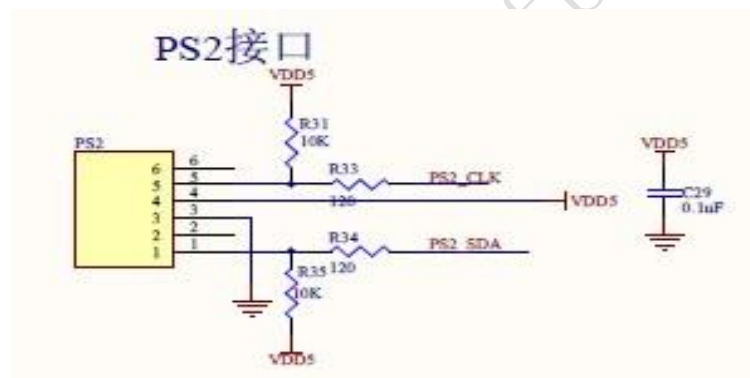 PS2接口
VDD5
R31
10K
PS2
6 6
5 5
4 4
3 3
2 2
1 1
R33
120
PS2_CLK
VDD5
VDD5
C29
0.1uF
R34
120
PS2_SDA
R35
10K
VDD5